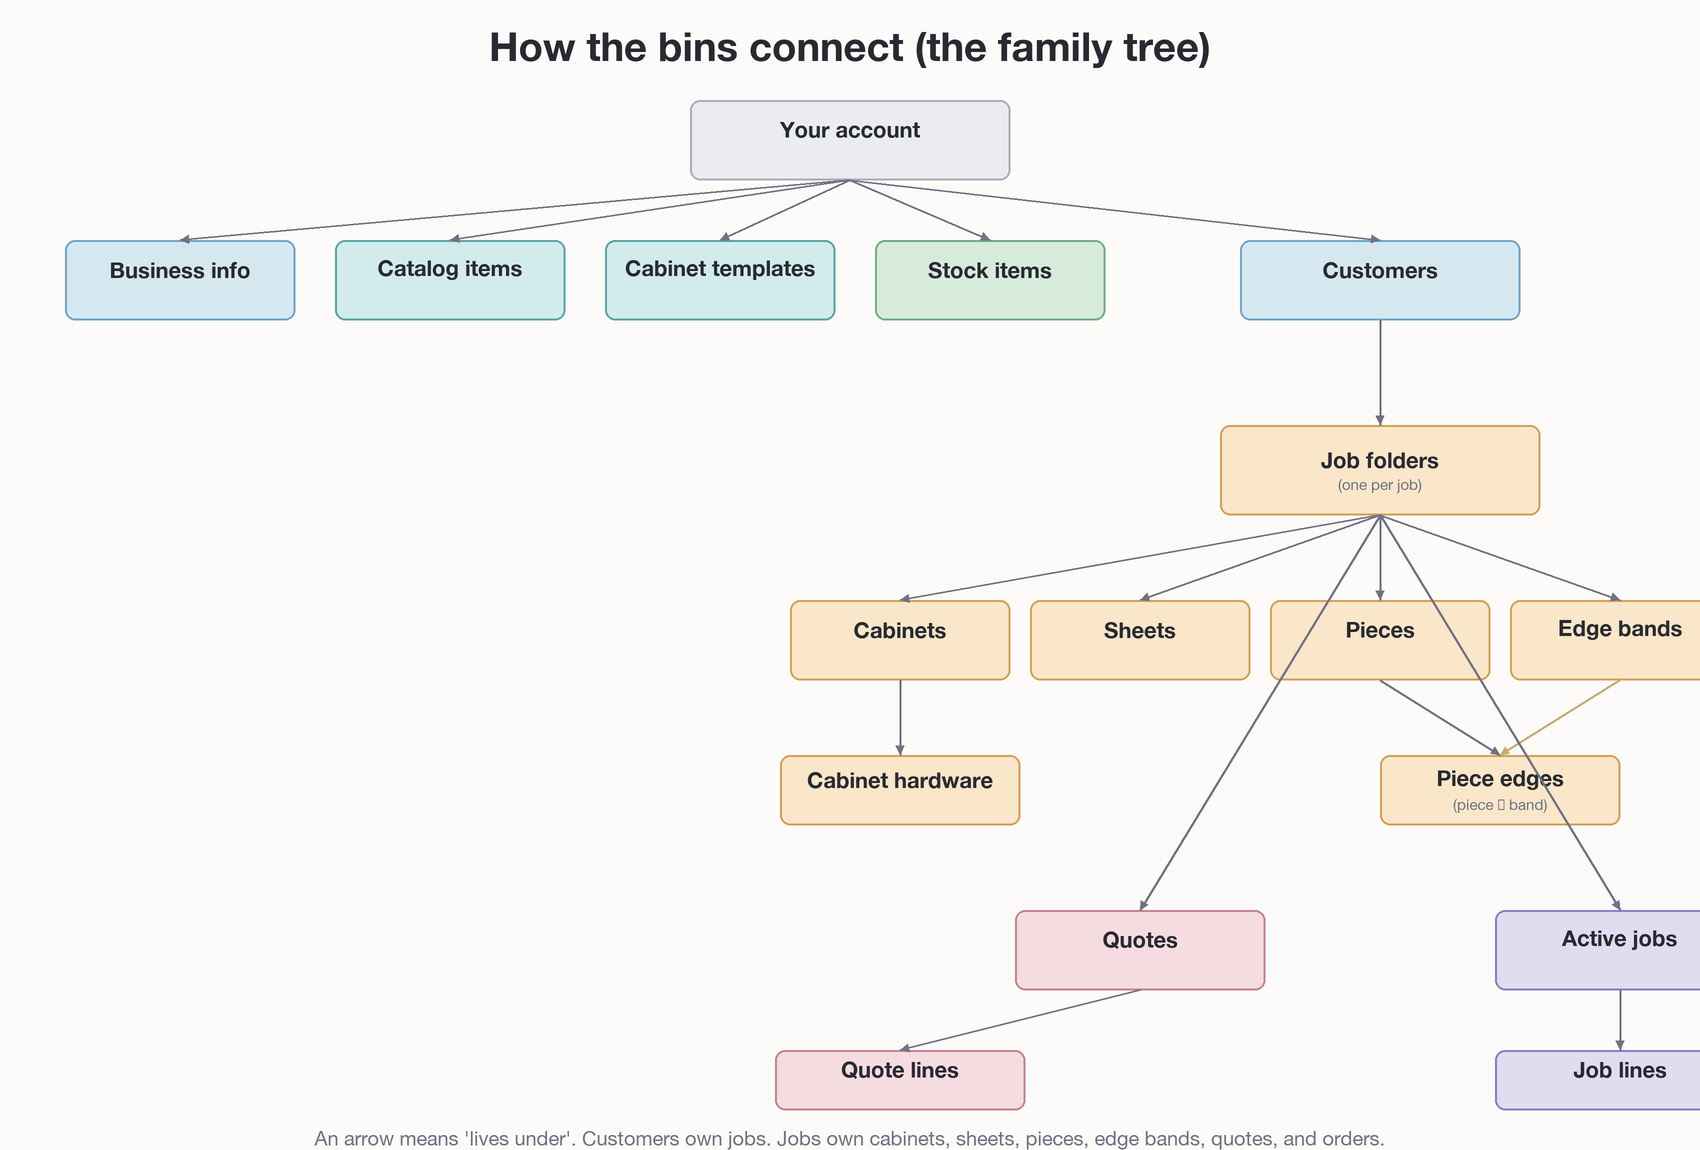 How the bins connect (the family tree)
Your account
Business info
Catalog items
Cabinet templates
Stock items
Customers
Job folders
(one per job)
Cabinets
Sheets
Pieces
Edge bands
Cabinet hardware
Piece edges
(piece ▯ band)
Quotes
Active jobs
Quote lines
Job lines
An arrow means 'lives under'. Customers own jobs. Jobs own cabinets, sheets, pieces, edge bands, quotes, and orders.